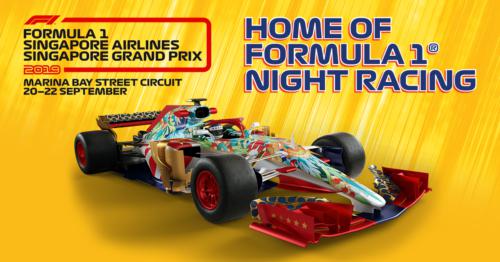 F1
FORMULA 1
SINGAPORE AIRLINES
SINGAPORE GRAND PRIX
2019
MARINA BAY STREET CIRCUIT
20–22 SEPTEMBER
HOME OF
FORMULA 1®
NIGHT RACING